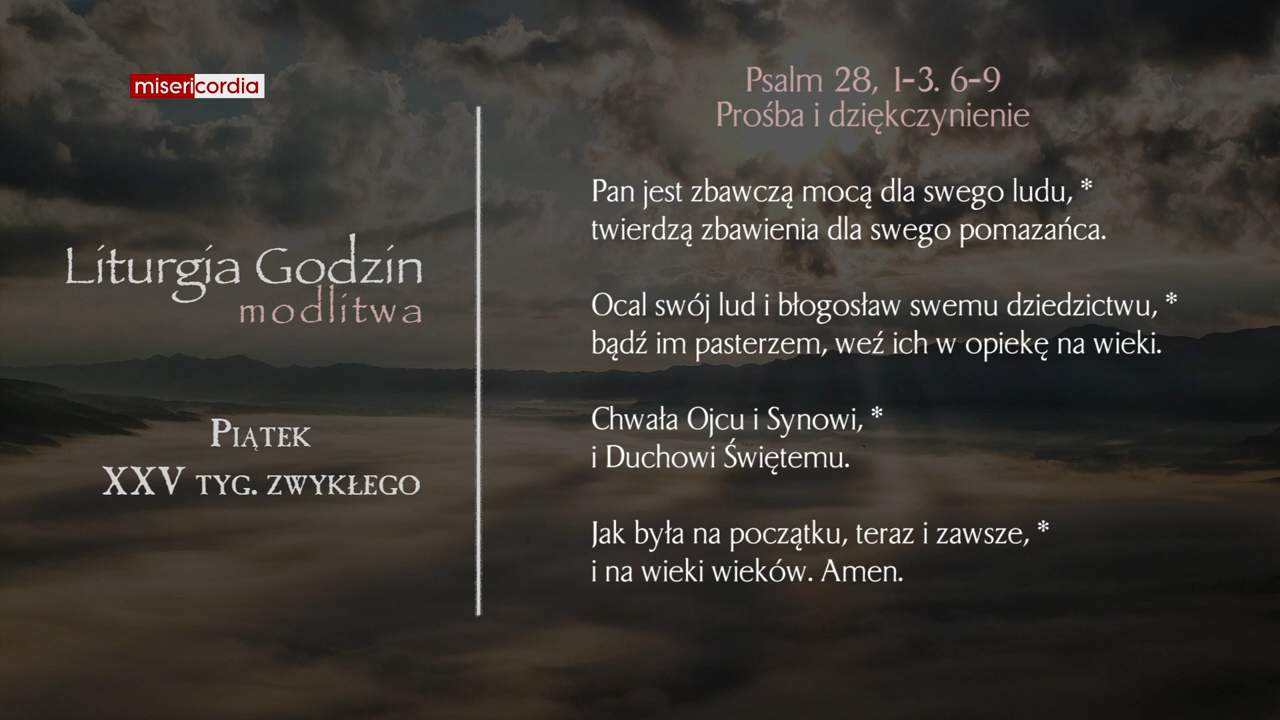 misericordia
Liturgia Godzin
modlitwa
Piątek
XXV tyg. zwykłego
Psalm 28, 1-3. 6-9
Prośba i dziękczynienie
Pan jest zbawczą mocą dla swego ludu, *
twierdzą zbawienia dla swego pomazańca.
Ocal swój lud i błogosław swemu dziedzictwu, *
bądź im pasterzem, weź ich w opiekę na wieki.
Chwała Ojcu i Synowi, *
i Duchowi Świętemu.
Jak była na początku, teraz i zawsze, *
i na wieki wieków. Amen.